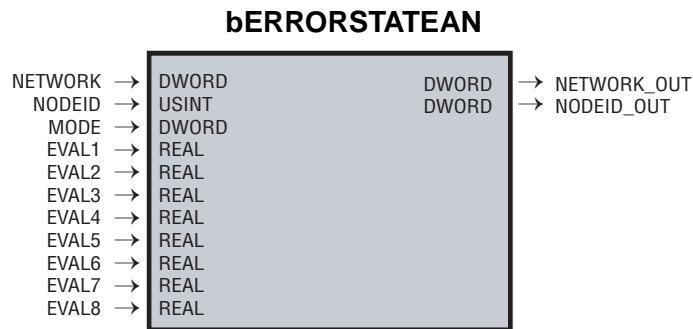 bERRORSTATEAN
NETWORK → DWORD DWORD → NETWORK_OUT
NODEID → USINT DWORD → NODEID_OUT
MODE → DWORD
EVAL1 → REAL
EVAL2 → REAL
EVAL3 → REAL
EVAL4 → REAL
EVAL5 → REAL
EVAL6 → REAL
EVAL7 → REAL
EVAL8 → REAL